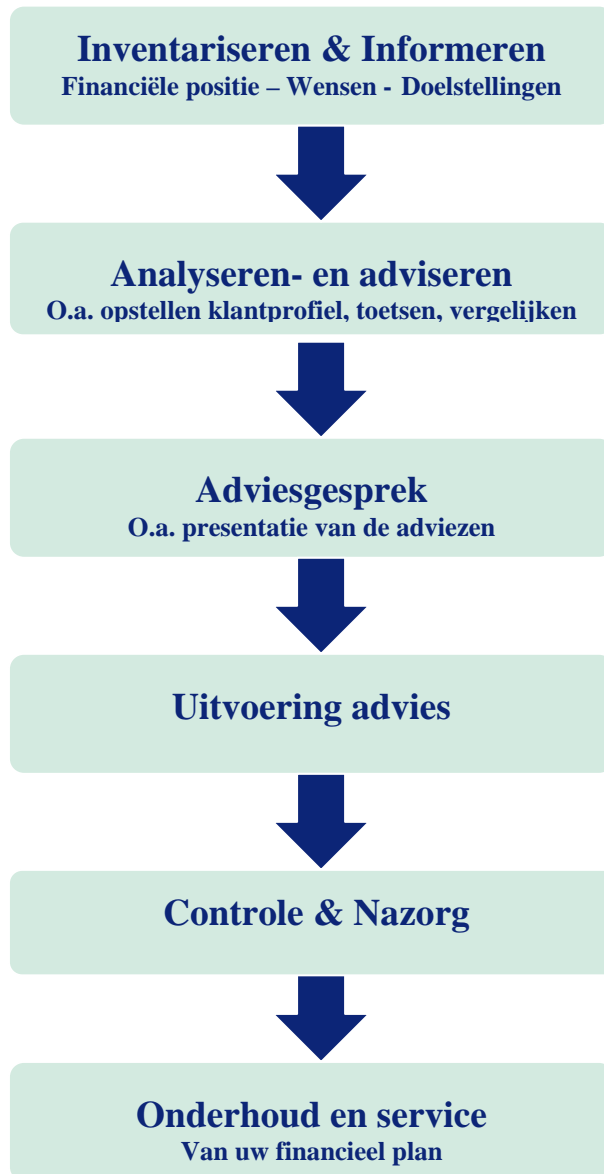 Inventariseren & Informeren
Financiële positie – Wensen - Doelstellingen
Analyseren- en adviseren
O.a. opstellen klantprofiel, toetsen, vergelijken
Adviesgesprek
O.a. presentatie van de adviezen
Uitvoering advies
Controle & Nazorg
Onderhoud en service
Van uw financieel plan